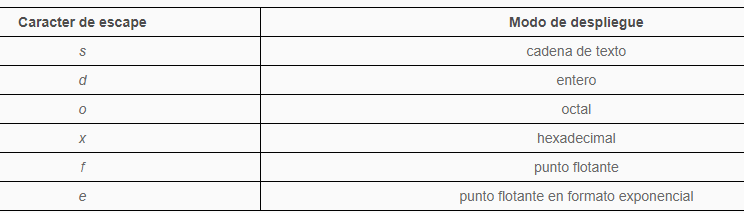 Caracter de escape Modo de despliegue
s cadena de texto
d entero
o octal
x hexadecimal
f punto flotante
e punto flotante en formato exponencial